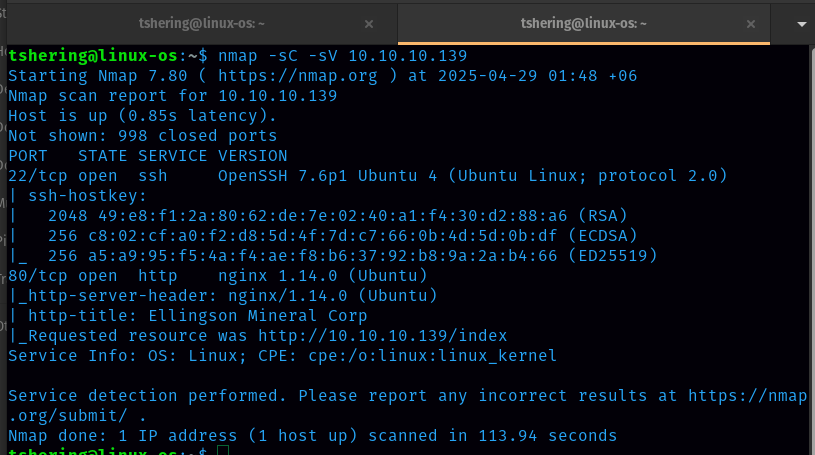 tshering@linux-os: ~ × tshering@linux-os: ~ ×
tshering@linux-os:~$ nmap -sC -sV 10.10.10.139
Starting Nmap 7.80 ( https://nmap.org ) at 2025-04-29 01:48 +06
Nmap scan report for 10.10.10.139
Host is up (0.85s latency).
Not shown: 998 closed ports
PORT   STATE SERVICE VERSION
22/tcp open  ssh     OpenSSH 7.6p1 Ubuntu 4 (Ubuntu Linux; protocol 2.0)
| ssh-hostkey:
|   2048 49:e8:f1:2a:80:62:de:7e:02:40:a1:f4:30:d2:88:a6 (RSA)
|   256 c8:02:cf:a0:f2:d8:5d:4f:7d:c7:66:0b:4d:5d:0b:df (ECDSA)
|_  256 a5:a9:95:f5:4a:f4:ae:f8:b6:37:92:b8:9a:2a:b4:66 (ED25519)
80/tcp open  http    nginx 1.14.0 (Ubuntu)
|_http-server-header: nginx/1.14.0 (Ubuntu)
| http-title: Ellingson Mineral Corp
|_Requested resource was http://10.10.10.139/index
Service Info: OS: Linux; CPE: cpe:/o:linux:linux_kernel
Service detection performed. Please report any incorrect results at https://nmap
.org/submit/ .
Nmap done: 1 IP address (1 host up) scanned in 113.94 seconds
tshering@linux-os:~$